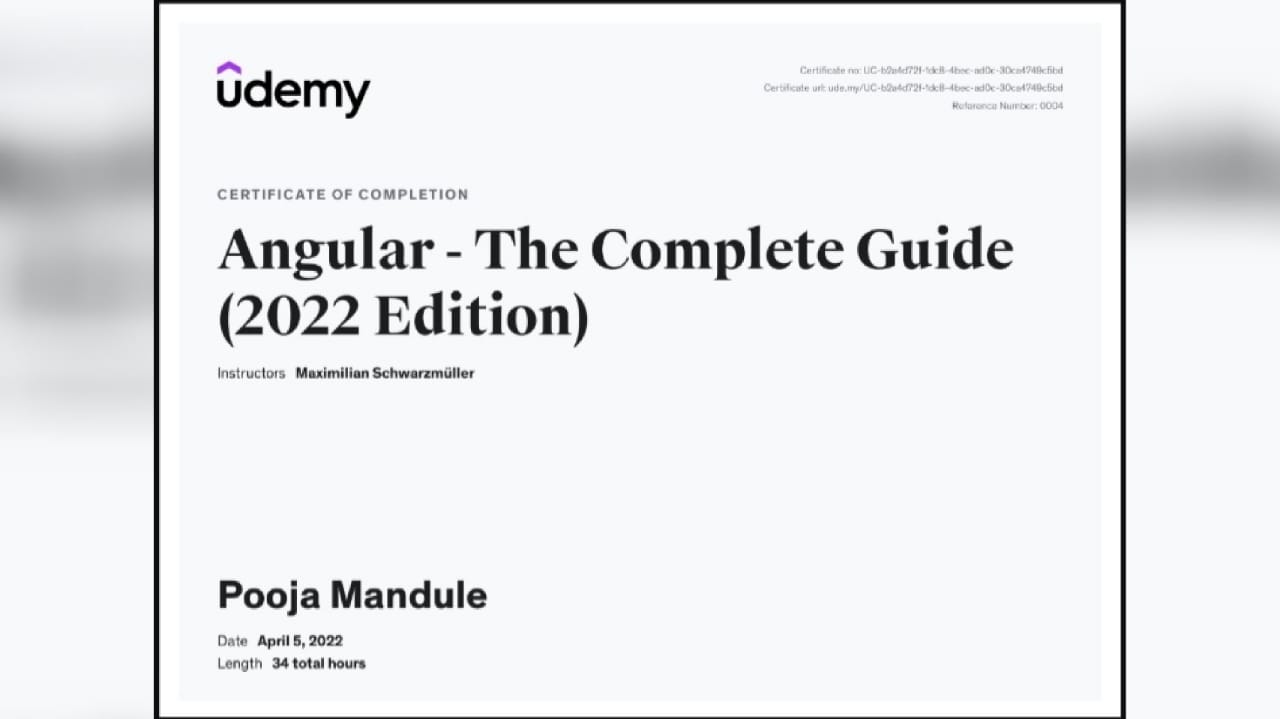 udemy
Certificate no: UC-b2a4d72f-1dc8-4bec-ad0c-30ca4749c5bd
Certificate url: ude.my/UC-b2a4d72f-1dc8-4bec-ad0c-30ca4749c5bd
Reference Number: 0004
CERTIFICATE OF COMPLETION
Angular - The Complete Guide
(2022 Edition)
Instructors Maximilian Schwarzmüller
Pooja Mandule
Date April 5, 2022
Length 34 total hours